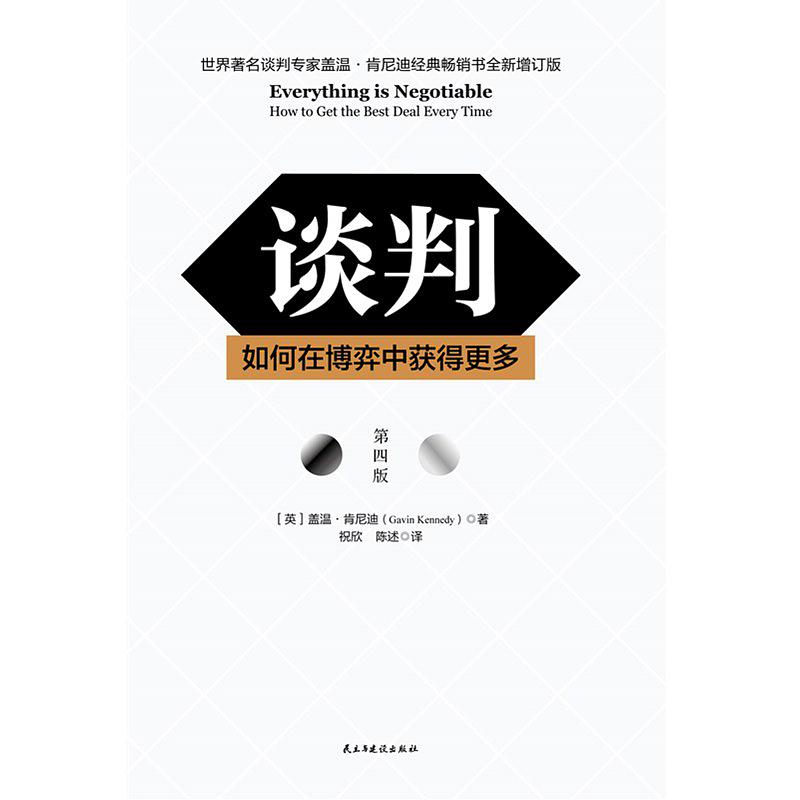 世界著名谈判专家盖温·肯尼迪经典畅销书全新增订版
Everything is Negotiable
How to Get the Best Deal Every Time
谈判
如何在博弈中获得更多
第四版
［英］盖温·肯尼迪（Gavin Kennedy）◎著
祝欣 陈述◎译
民主与建设出版社